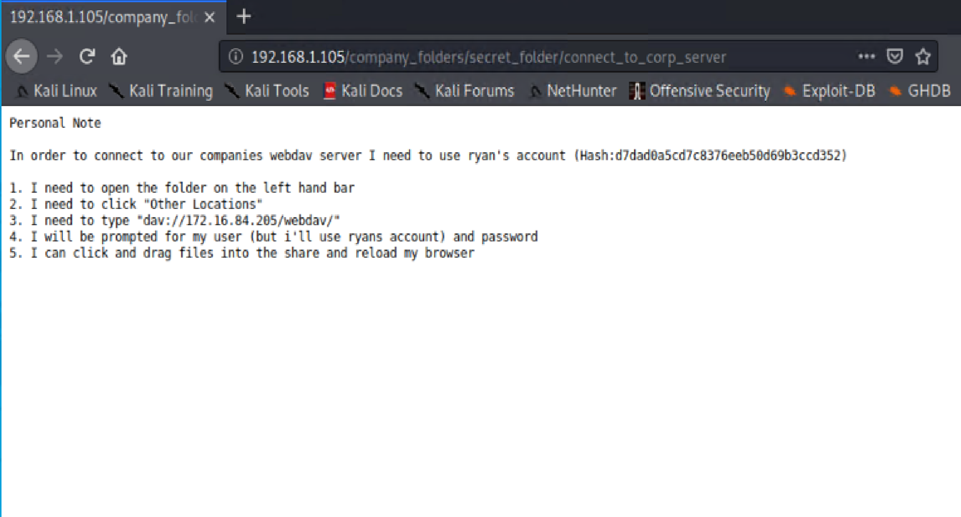 192.168.1.105/company_fol
192.168.1.105/company_folders/secret_folder/connect_to_corp_server
Kali Linux Kali Training Kali Tools Kali Docs Kali Forums NetHunter Offensive Security Exploit-DB GHDB
Personal Note
In order to connect to our companies webdav server I need to use ryan's account (Hash:d7dad0a5cd7c8376eeb50d69b3ccd352)
1. I need to open the folder on the left hand bar
2. I need to click "Other Locations"
3. I need to type "dav://172.16.84.205/webdav/"
4. I will be prompted for my user (but i'll use ryans account) and password
5. I can click and drag files into the share and reload my browser